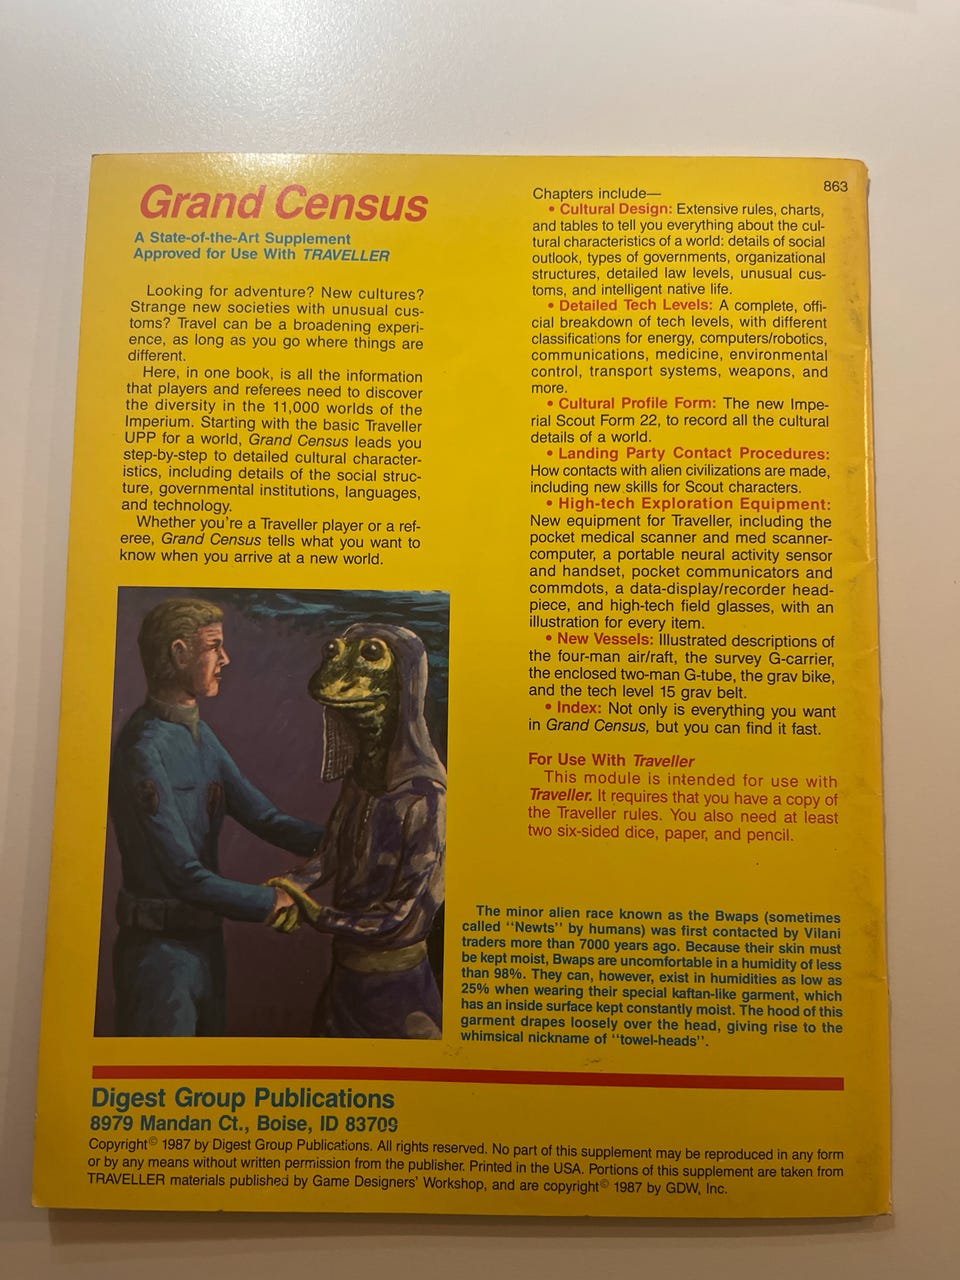 Grand Census
A State-of-the-Art Supplement
Approved for Use With TRAVELLER
Looking for adventure? New cultures?
Strange new societies with unusual cus-
toms? Travel can be a broadening experi-
ence, as long as you go where things are
different.
Here, in one book, is all the information
that players and referees need to discover
the diversity in the 11,000 worlds of the
Imperium. Starting with the basic Traveller
UPP for a world, Grand Census leads you
step-by-step to detailed cultural character-
istics, including details of the social struc-
ture, governmental institutions, languages,
and technology.
Whether you're a Traveller player or a ref-
eree, Grand Census tells what you want to
know when you arrive at a new world.
863
Chapters include—
• Cultural Design: Extensive rules, charts,
and tables to tell you everything about the cul-
tural characteristics of a world: details of social
outlook, types of governments, organizational
structures, detailed law levels, unusual cus-
toms, and intelligent native life.
• Detailed Tech Levels: A complete, offi-
cial breakdown of tech levels, with different
classifications for energy, computers/robotics,
communications, medicine, environmental
control, transport systems, weapons, and
more.
• Cultural Profile Form: The new Impe-
rial Scout Form 22, to record all the cultural
details of a world.
• Landing Party Contact Procedures:
How contacts with alien civilizations are made,
including new skills for Scout characters.
• High-tech Exploration Equipment:
New equipment for Traveller, including the
pocket medical scanner and med scanner-
computer, a portable neural activity sensor
and handset, pocket communicators and
commdots, a data-display/recorder head-
piece, and high-tech field glasses, with an
illustration for every item.
• New Vessels: Illustrated descriptions of
the four-man air/raft, the survey G-carrier,
the enclosed two-man G-tube, the grav bike,
and the tech level 15 grav belt.
• Index: Not only is everything you want
in Grand Census, but you can find it fast.
For Use With Traveller
This module is intended for use with
Traveller. It requires that you have a copy of
the Traveller rules. You also need at least
two six-sided dice, paper, and pencil.
The minor alien race known as the Bwaps (sometimes
called "Newts" by humans) was first contacted by Vilani
traders more than 7000 years ago. Because their skin must
be kept moist, Bwaps are uncomfortable in a humidity of less
than 98%. They can, however, exist in humidities as low as
25% when wearing their special kaftan-like garment, which
has an inside surface kept constantly moist. The hood of this
garment drapes loosely over the head, giving rise to the
whimsical nickname of "towel-heads".
Digest Group Publications
8979 Mandan Ct., Boise, ID 83709
Copyright© 1987 by Digest Group Publications. All rights reserved. No part of this supplement may be reproduced in any form
or by any means without written permission from the publisher. Printed in the USA. Portions of this supplement are taken from
TRAVELLER materials published by Game Designers' Workshop, and are copyright© 1987 by GDW, Inc.